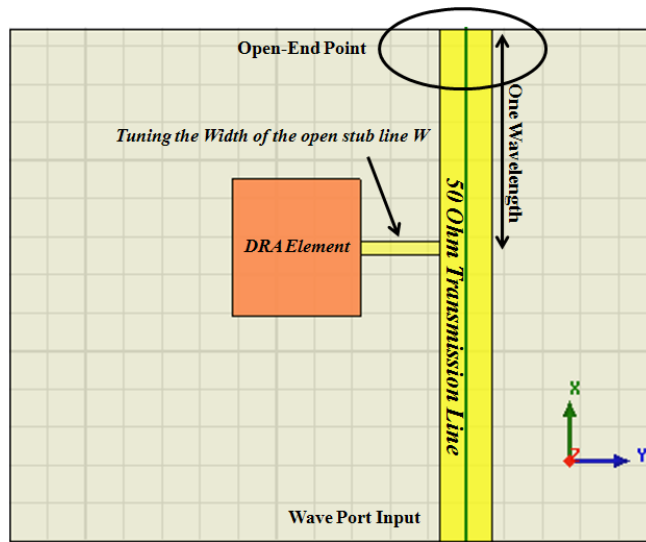 Open-End Point
One Wavelength
Tuning the Width of the open stub line W
50 Ohm Transmission Line
DRA Element
X
Z
Y
Wave Port Input